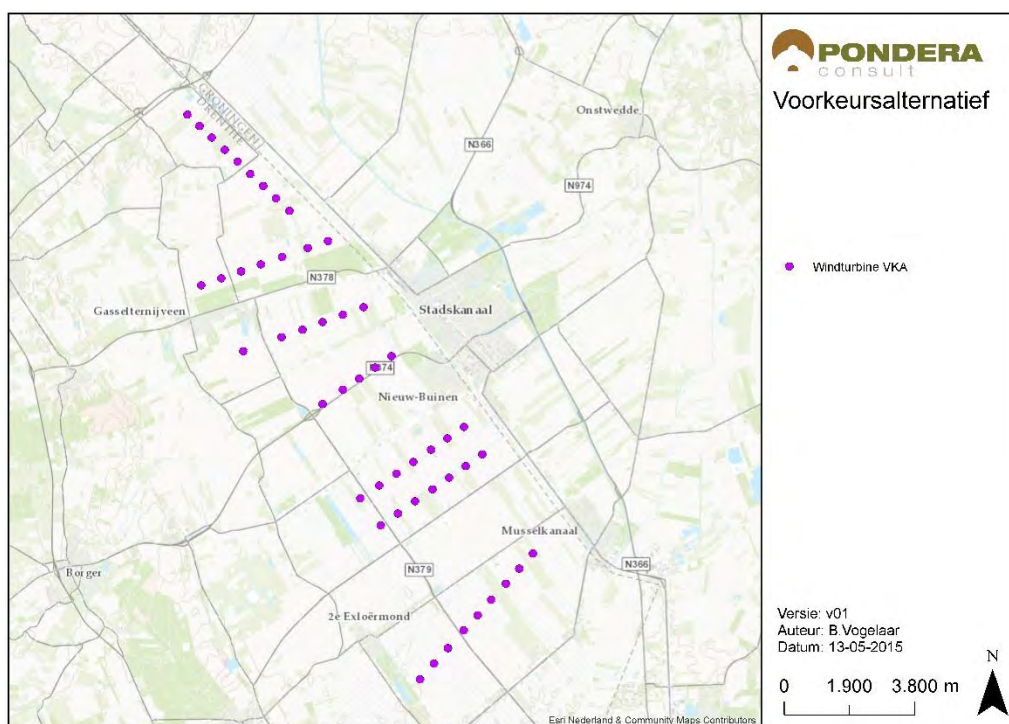 GRONINGEN
DRENTHE
Onstwedde
N366
N974
N378
Gasselternijveen
Stadskanaal
Nieuw-Buinen
Musselkanaal
N366
Borger
N379
2e Exloërmond
Esri Nederland & Community Maps Contributors
PONDERA
consult
Voorkeursalternatief
Windturbine VKA
Versie: v01
Auteur: B.Vogelaar
Datum: 13-05-2015
N
0 1.900 3.800 m